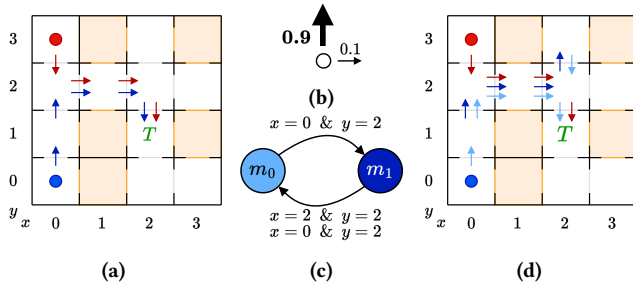 3
2
1
0
y
x 0 1 2 3
T
(a)
0.9
0.1
(b)
x=0 & y=2
m₀
m₁
x=2 & y=2
x=0 & y=2
(c)
3
2
1
0
y
x 0 1 2 3
T
(d)